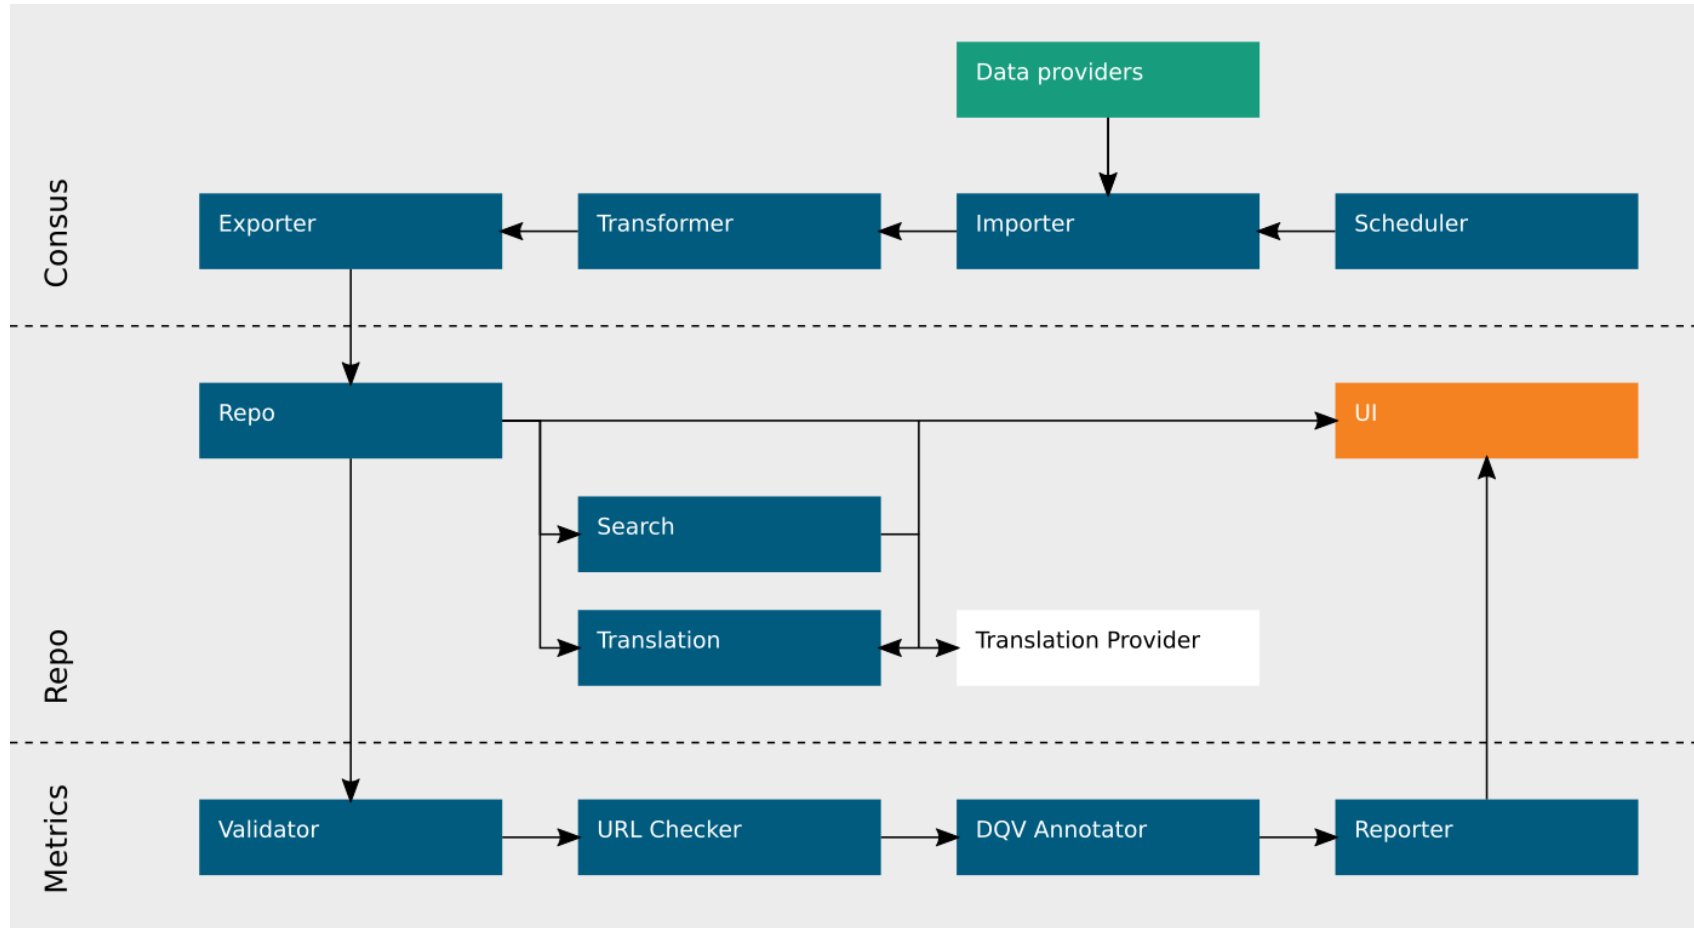 Data providers
Consus
Exporter
Transformer
Importer
Scheduler
Repo
Repo
UI
Search
Translation
Translation Provider
Metrics
Validator
URL Checker
DQV Annotator
Reporter